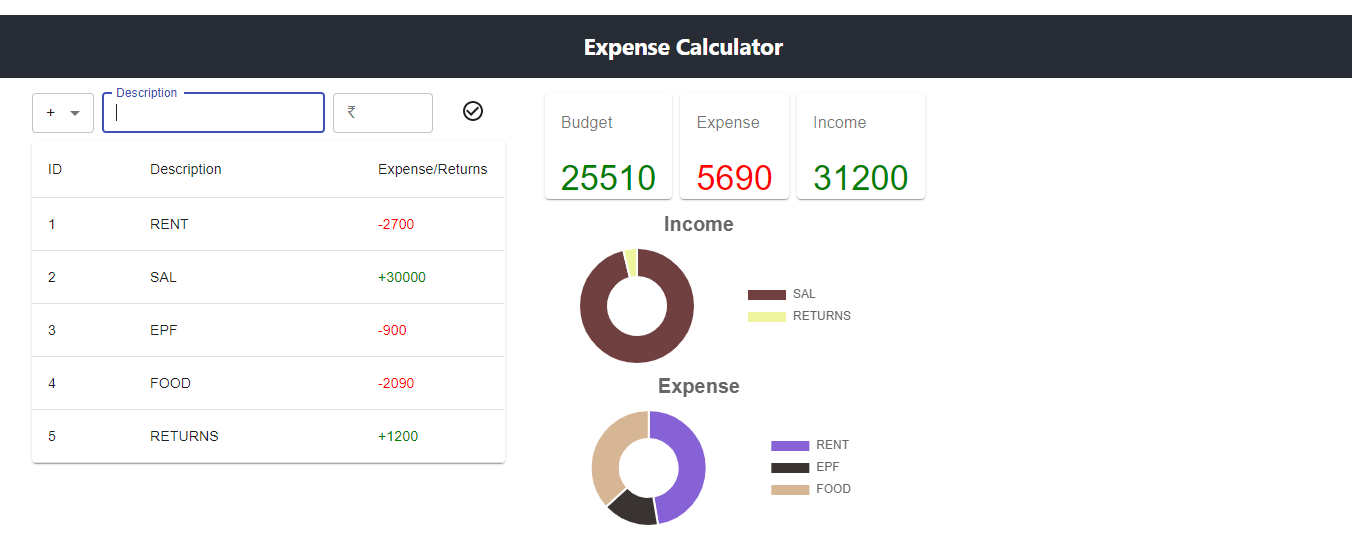 Expense Calculator
+ Description ₹
ID Description Expense/Returns
1 RENT -2700
2 SAL +30000
3 EPF -900
4 FOOD -2090
5 RETURNS +1200
Budget Expense Income
25510 5690 31200
Income
SAL
RETURNS
Expense
RENT
EPF
FOOD